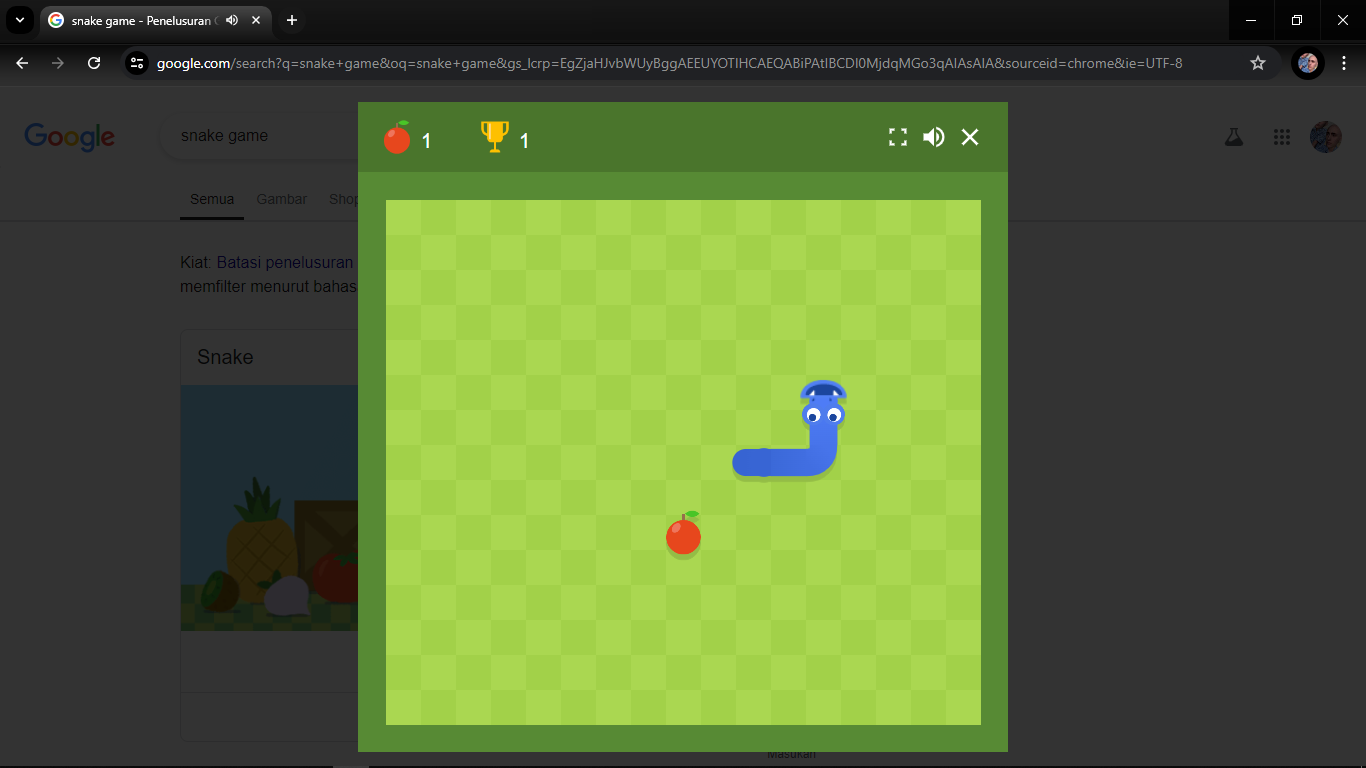 snake game - Penelusuran G
google.com/search?q=snake+game&oq=snake+game&gs_lcrp=EgZjaHJvbWUyBggAEEUYOTIHCAEQABiPAtIBCDI0MjdqMGo3qAIAsAIA&sourceid=chrome&ie=UTF-8
1 1
Google snake game
Semua Gambar Shop
Kiat: Batasi penelusuran
memfilter menurut bahas
Snake
Masukan